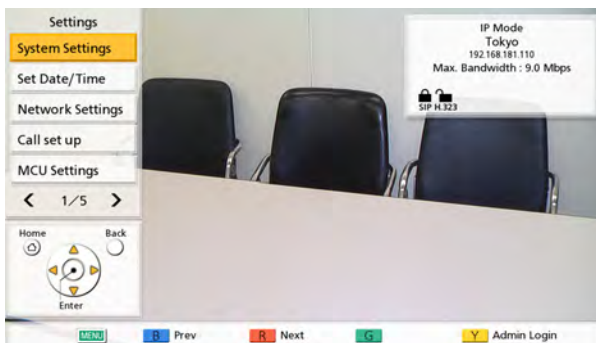 Settings
System Settings
Set Date/Time
Network Settings
Call set up
MCU Settings
1/5
Home
Back
Enter
IP Mode
Tokyo
192.168.181.110
Max. Bandwidth : 9.0 Mbps
SIP H.323
MENU B Prev R Next G Y Admin Login